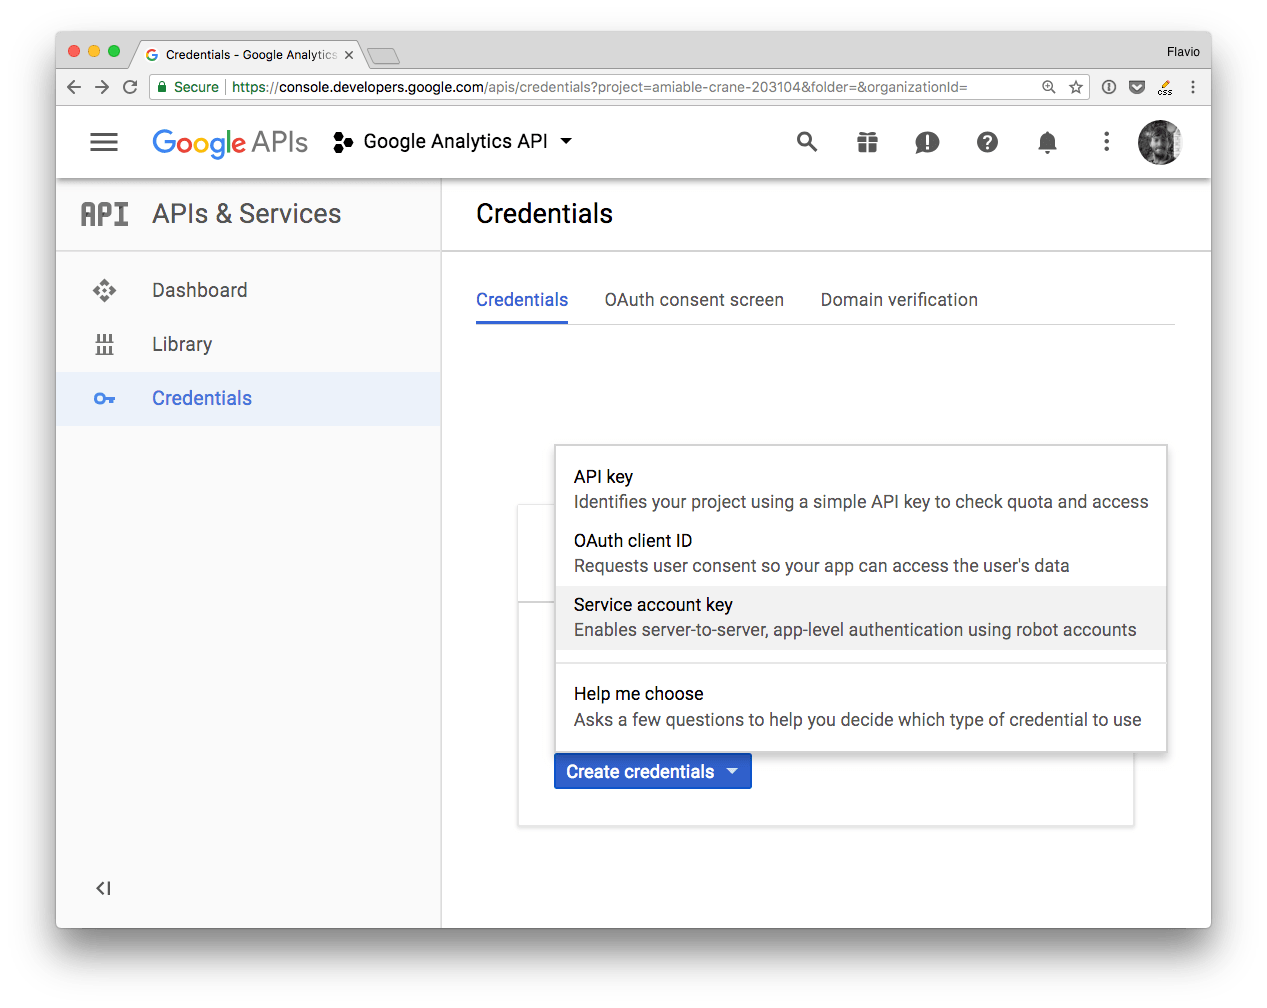 Credentials - Google Analytics
Flavio
Secure
https://console.developers.google.com/apis/credentials?project=amiable-crane-203104&folder=&organizationId=
css
Google APIs
Google Analytics API
API
APIs & Services
Credentials
Dashboard
Library
Credentials
Credentials
OAuth consent screen
Domain verification
API key
Identifies your project using a simple API key to check quota and access
OAuth client ID
Requests user consent so your app can access the user's data
Service account key
Enables server-to-server, app-level authentication using robot accounts
Help me choose
Asks a few questions to help you decide which type of credential to use
Create credentials